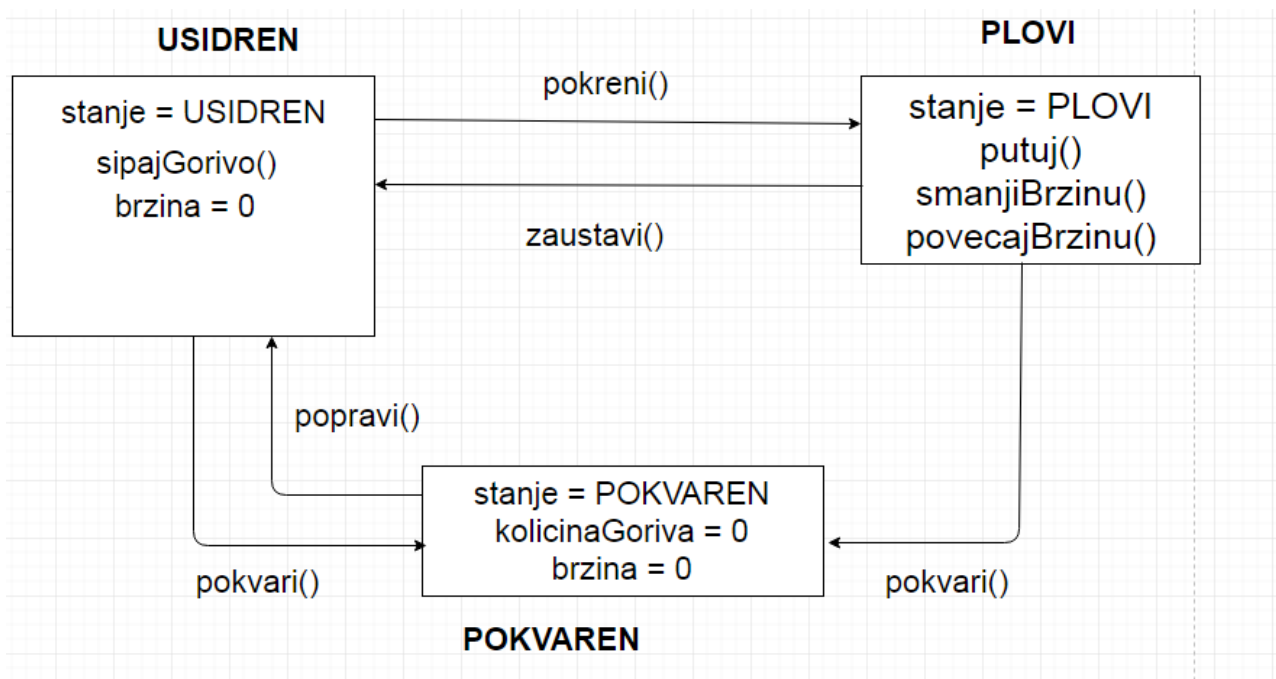 USIDREN
PLOVI
stanje = USIDREN
sipajGorivo()
brzina = 0
pokreni()
zaustavi()
stanje = PLOVI
putuj()
smanjiBrzinu()
povecajBrzinu()
popravi()
stanje = POKVAREN
kolicinaGoriva = 0
brzina = 0
pokvari()
pokvari()
POKVAREN